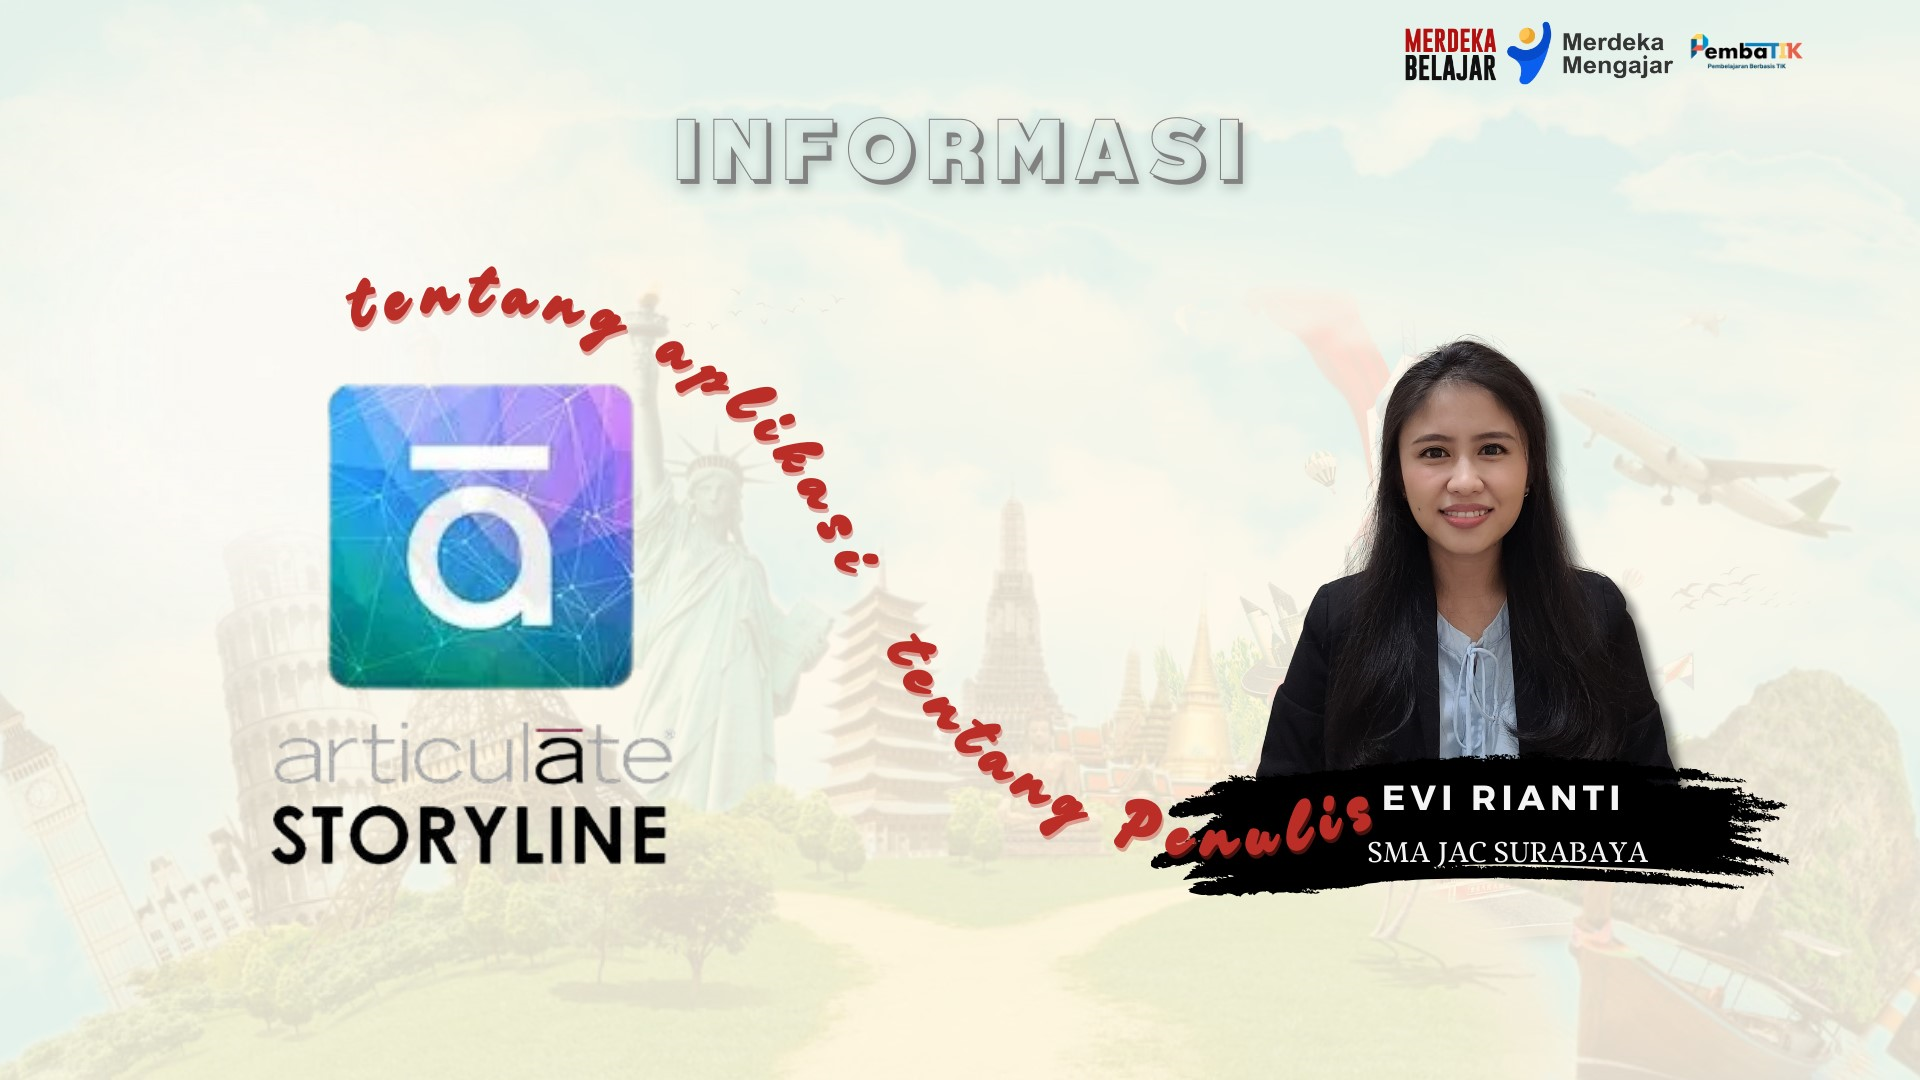 MERDEKA
BELAJAR
Merdeka
Mengajar
PembaTIK
Pembelajaran Berbasis TIK
INFORMASI
tentang aplikasi
tentang Penulis
ā
articulāte®
STORYLINE
EVI RIANTI
SMA JAC SURABAYA